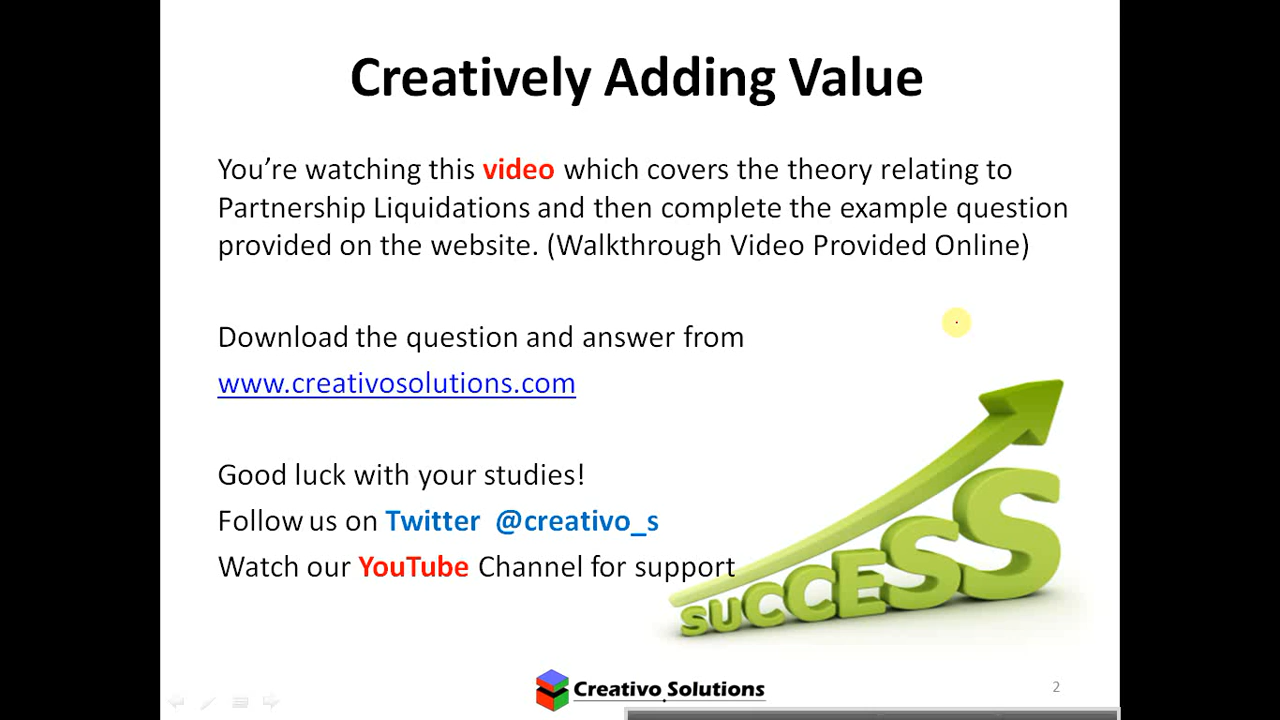 Creatively Adding Value
You’re watching this video which covers the theory relating to
Partnership Liquidations and then complete the example question
provided on the website. (Walkthrough Video Provided Online)
Download the question and answer from
www.creativosolutions.com
Good luck with your studies!
Follow us on Twitter @creativo_s
Watch our YouTube Channel for support
SUCCESS
Creativo Solutions
2